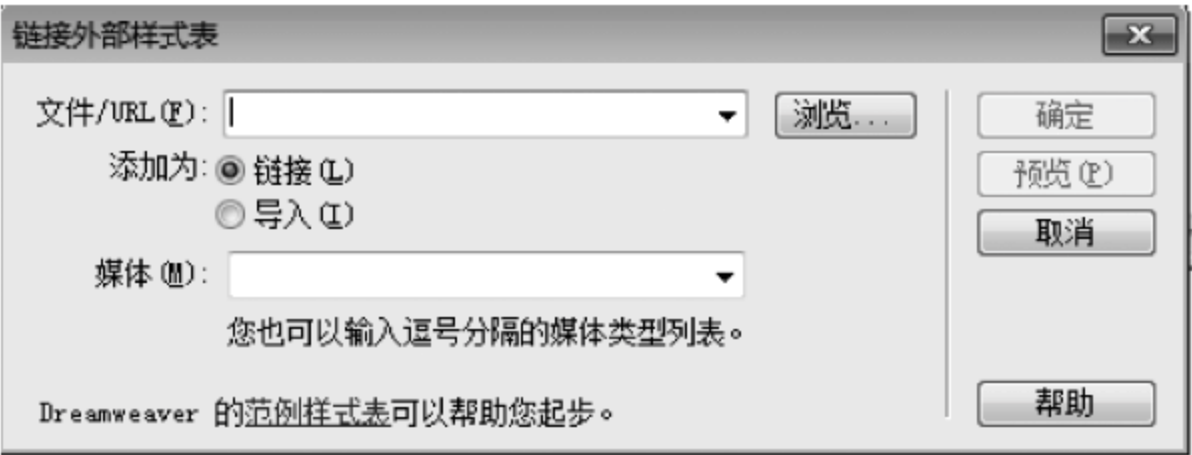 链接外部样式表
文件/URL(F):
浏览...
确定
添加为:
链接(L)
预览(P)
导入(I)
取消
媒体(M):
您也可以输入逗号分隔的媒体类型列表。
Dreamweaver 的范例样式表可以帮助您起步。
帮助